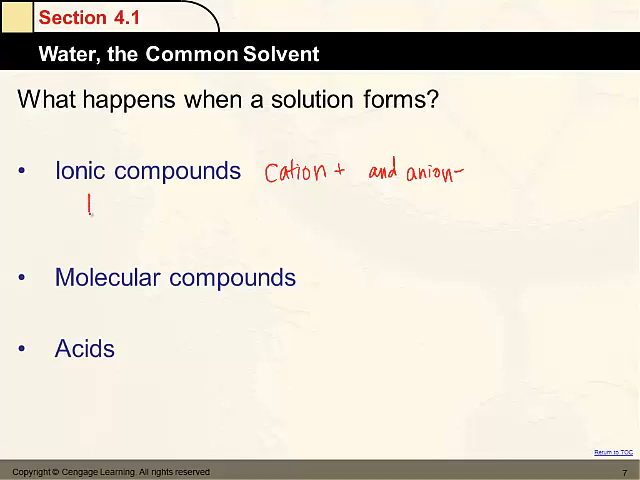 Section 4.1
Water, the Common Solvent
What happens when a solution forms?
• Ionic compounds cation + and anion -
• Molecular compounds
• Acids
Return to TOC
Copyright © Cengage Learning. All rights reserved 7